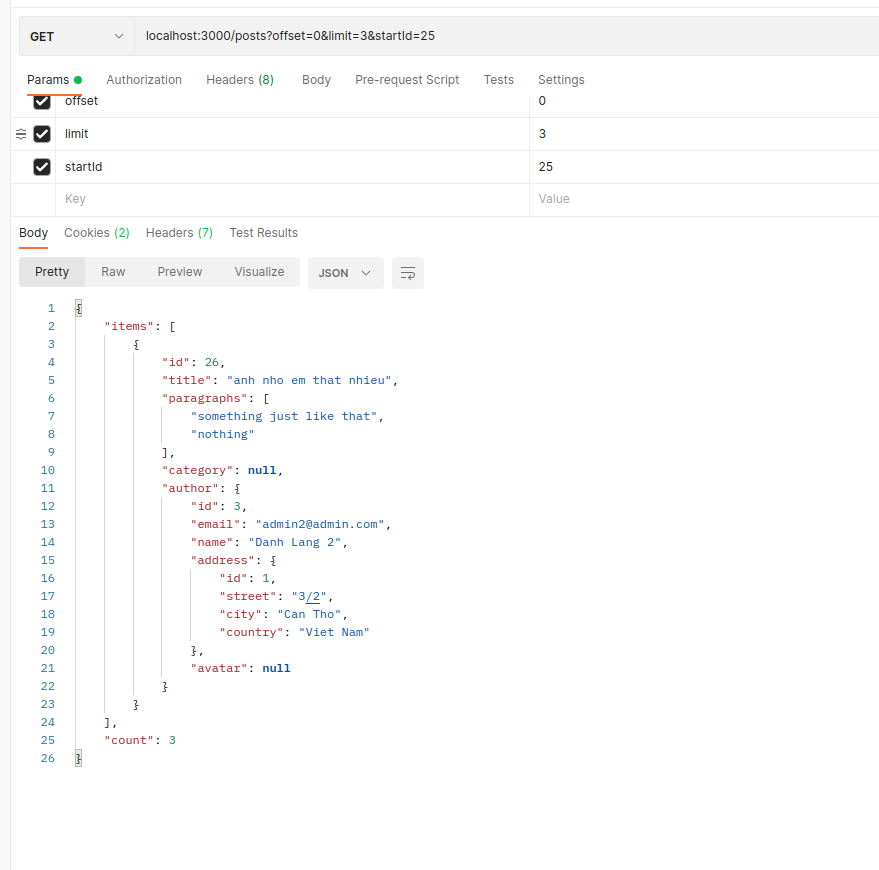 GET localhost:3000/posts?offset=0&limit=3&startId=25
Params Authorization Headers (8) Body Pre-request Script Tests Settings
offset 0
limit 3
startId 25
Key Value
Body Cookies (2) Headers (7) Test Results
Pretty Raw Preview Visualize JSON
1 {
2 "items": [
3 {
4 "id": 26,
5 "title": "anh nho em that nhieu",
6 "paragraphs": [
7 "something just like that",
8 "nothing"
9 ],
10 "category": null,
11 "author": {
12 "id": 3,
13 "email": "admin2@admin.com",
14 "name": "Danh Lang 2",
15 "address": {
16 "id": 1,
17 "street": "3/2",
18 "city": "Can Tho",
19 "country": "Viet Nam"
20 },
21 "avatar": null
22 }
23 }
24 ],
25 "count": 3
26 }